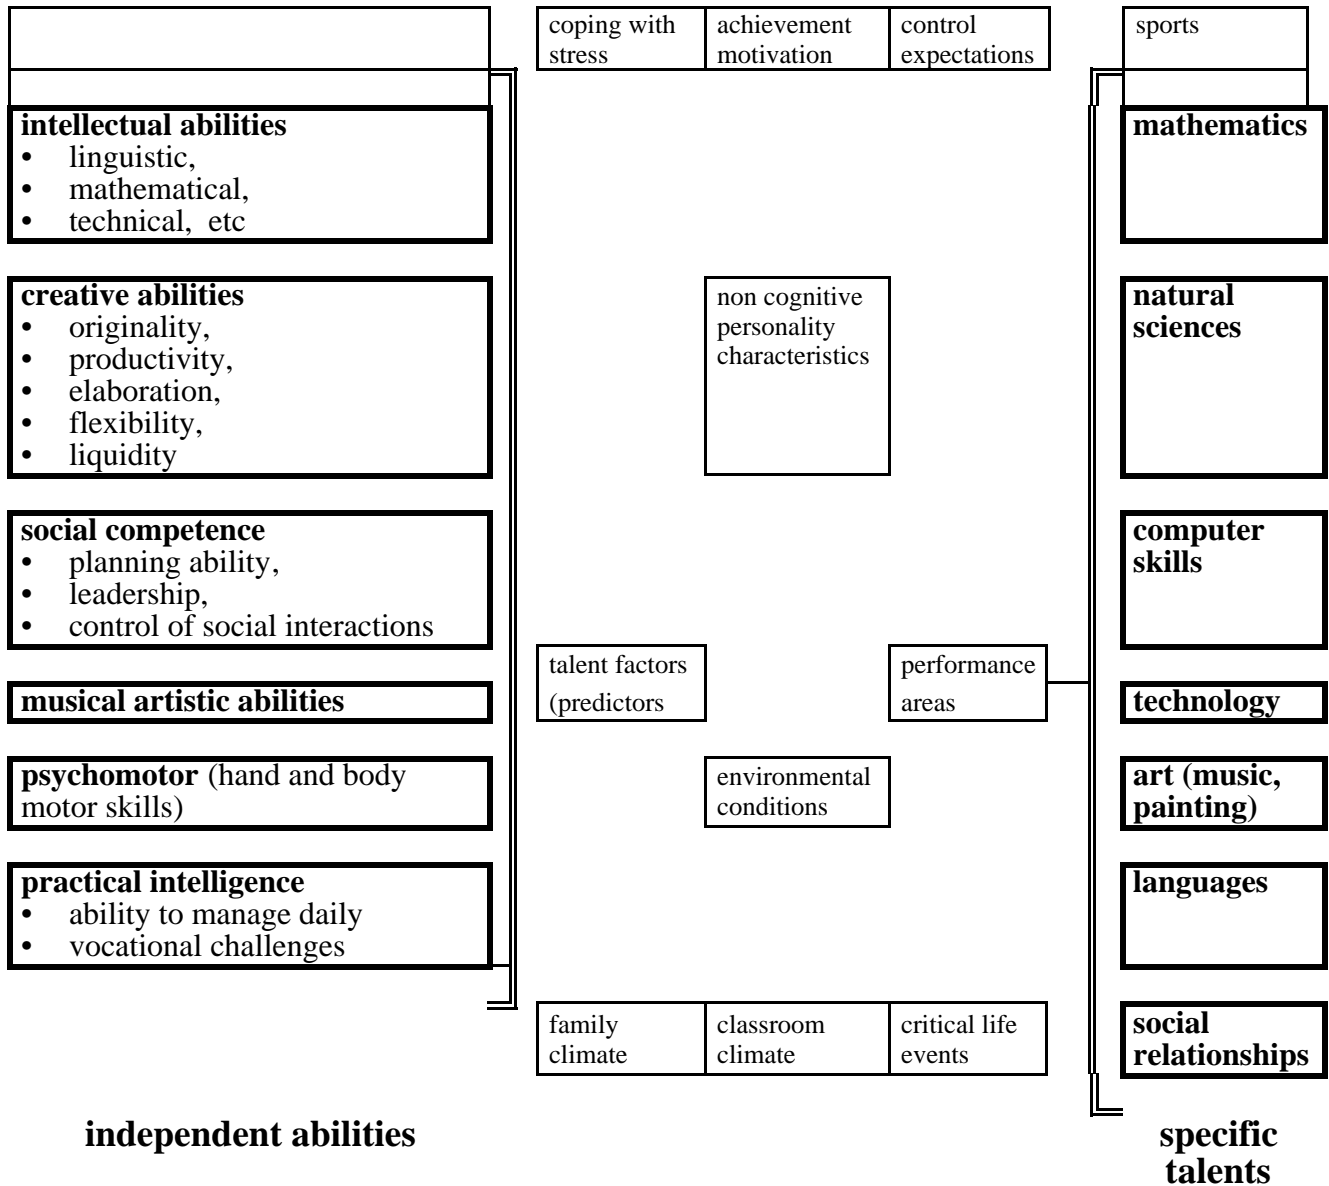 coping with
stress
achievement
motivation
control
expectations
sports
intellectual abilities
• linguistic,
• mathematical,
• technical, etc
mathematics
creative abilities
• originality,
• productivity,
• elaboration,
• flexibility,
• liquidity
non cognitive
personality
characteristics
natural
sciences
social competence
• planning ability,
• leadership,
• control of social interactions
computer
skills
talent factors
(predictors
performance
areas
musical artistic abilities
technology
psychomotor (hand and body
motor skills)
environmental
conditions
art (music,
painting)
practical intelligence
• ability to manage daily
• vocational challenges
languages
family
climate
classroom
climate
critical life
events
social
relationships
independent abilities
specific
talents